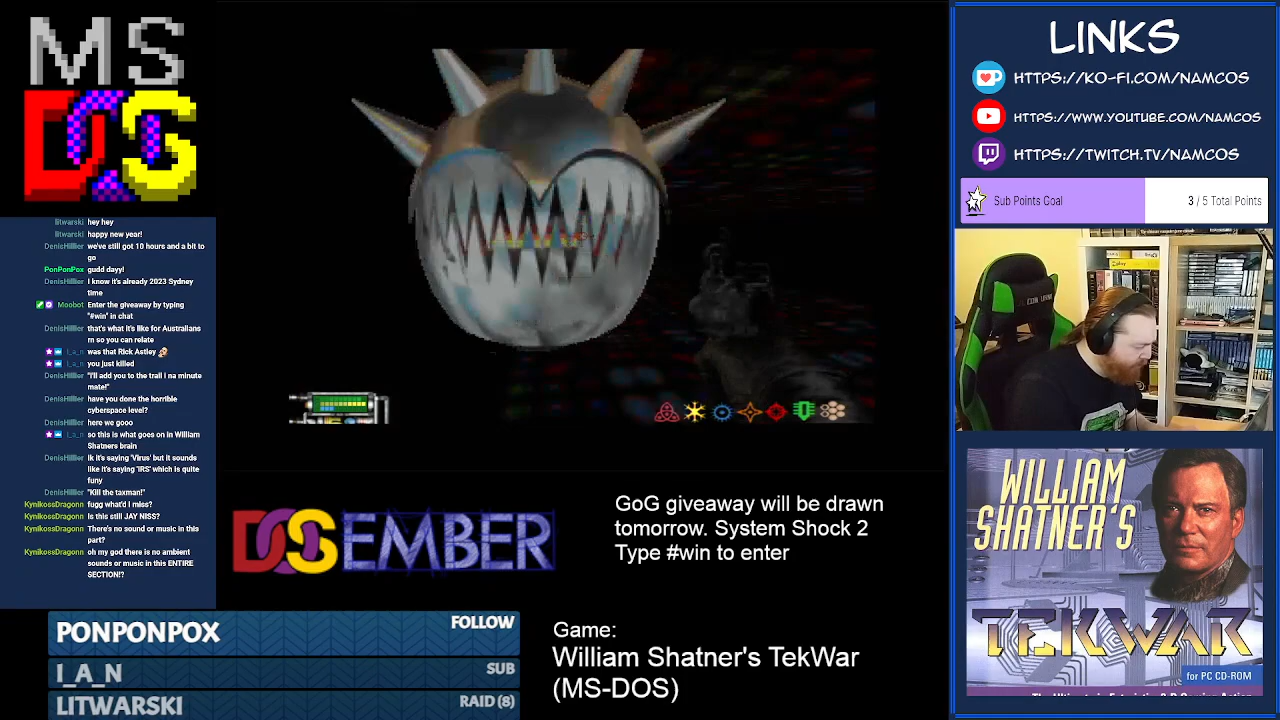 MS
DOS
litwarski hey hey
litwarski happy new year!
DenisHillier we've still got 10 hours and a bit to
go
PonPonPox gudd dayy!
DenisHillier I know it's already 2023 Sydney
time
Moobot Enter the giveaway by typing
"#win" in chat
DenisHillier that's what it's like for Australians
rn so you can relate
I_a_n was that Rick Astley
I_a_n you just killed
DenisHillier "I'll add you to the trail i na minute
mate!"
DenisHillier have you done the horrible
cyberspace level?
DenisHillier here we gooo
I_a_n so this is what goes on in William
Shatners brain
DenisHillier ik it's saying 'Virus' but it sounds
like it's saying 'IRS' which is quite
funy
DenisHillier "Kill the taxman!"
KynikossDragonn fugg what'd I miss?
KynikossDragonn Is this still JAY NISS?
KynikossDragonn There's no sound or music in this
part?
KynikossDragonn oh my god there is no ambient
sounds or music in this ENTIRE
SECTION!?
DOSEMBER
GoG giveaway will be drawn
tomorrow. System Shock 2
Type #win to enter
PONPONPOX FOLLOW
I_A_N SUB
LITWARSKI RAID (8)
Game:
William Shatner's TekWar
(MS-DOS)
LINKS
HTTPS://KO-FI.COM/NAMCOS
HTTPS://WWW.YOUTUBE.COM/NAMCOS
HTTPS://TWITCH.TV/NAMCOS
Sub Points Goal 3 / 5 Total Points
WILLIAM
SHATNER'S
TEKWAR
for PC CD-ROM